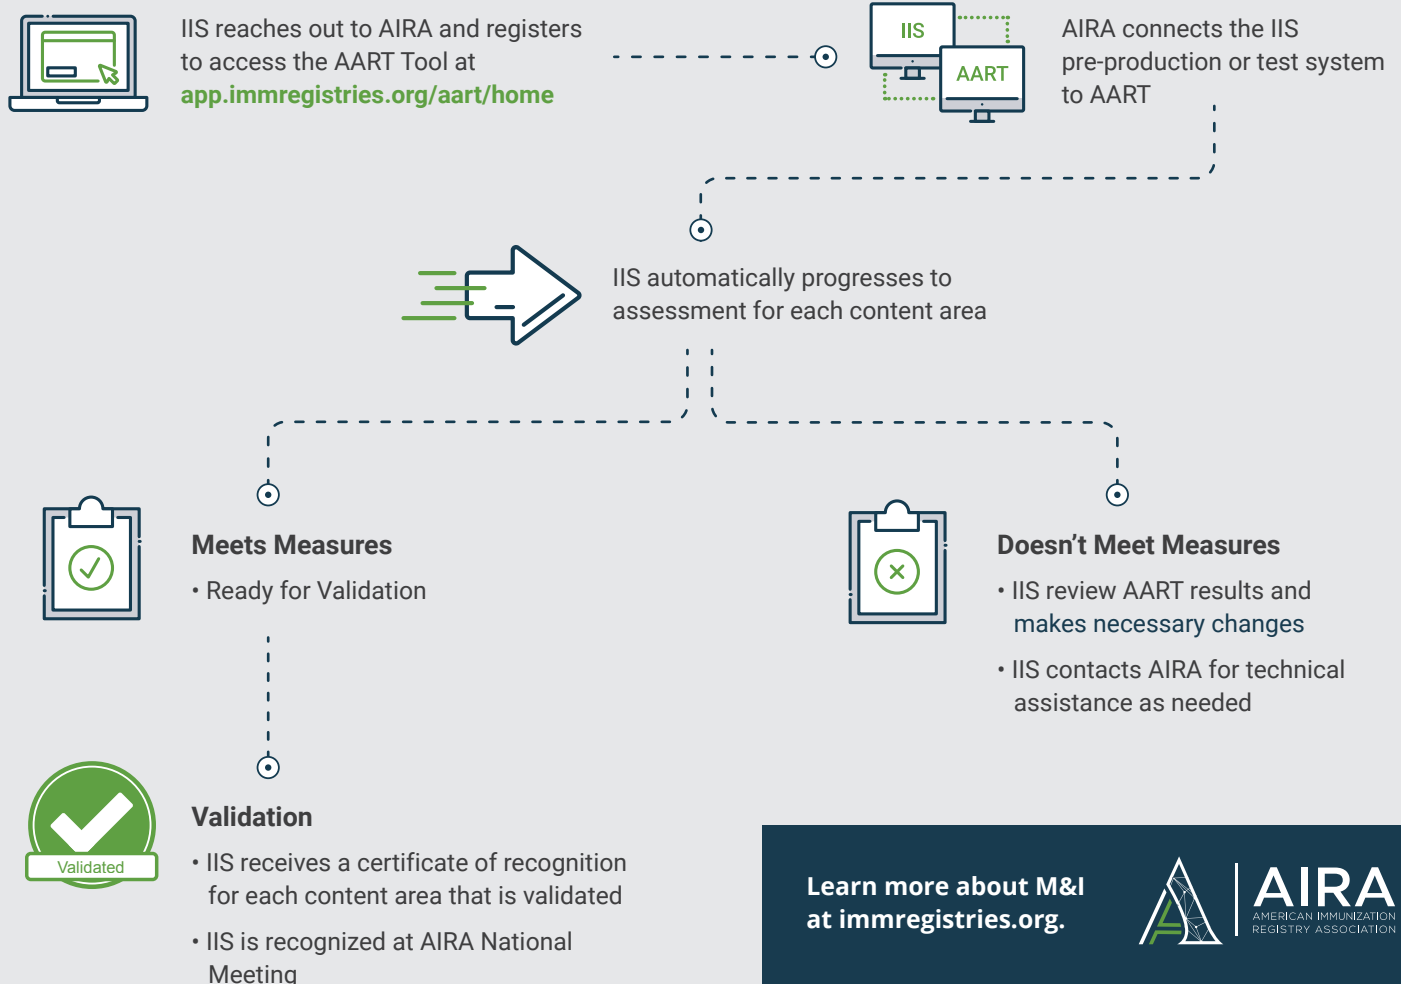 IIS reaches out to AIRA and registers
to access the AART Tool at
app.immregistries.org/aart/home
IIS
AART
AIRA connects the IIS
pre-production or test system
to AART
IIS automatically progresses to
assessment for each content area
Meets Measures
• Ready for Validation
Doesn't Meet Measures
• IIS review AART results and
makes necessary changes
• IIS contacts AIRA for technical
assistance as needed
Validated
Validation
• IIS receives a certificate of recognition
for each content area that is validated
• IIS is recognized at AIRA National
Meeting
Learn more about M&I
at immregistries.org.
AIRA
AMERICAN IMMUNIZATION
REGISTRY ASSOCIATION